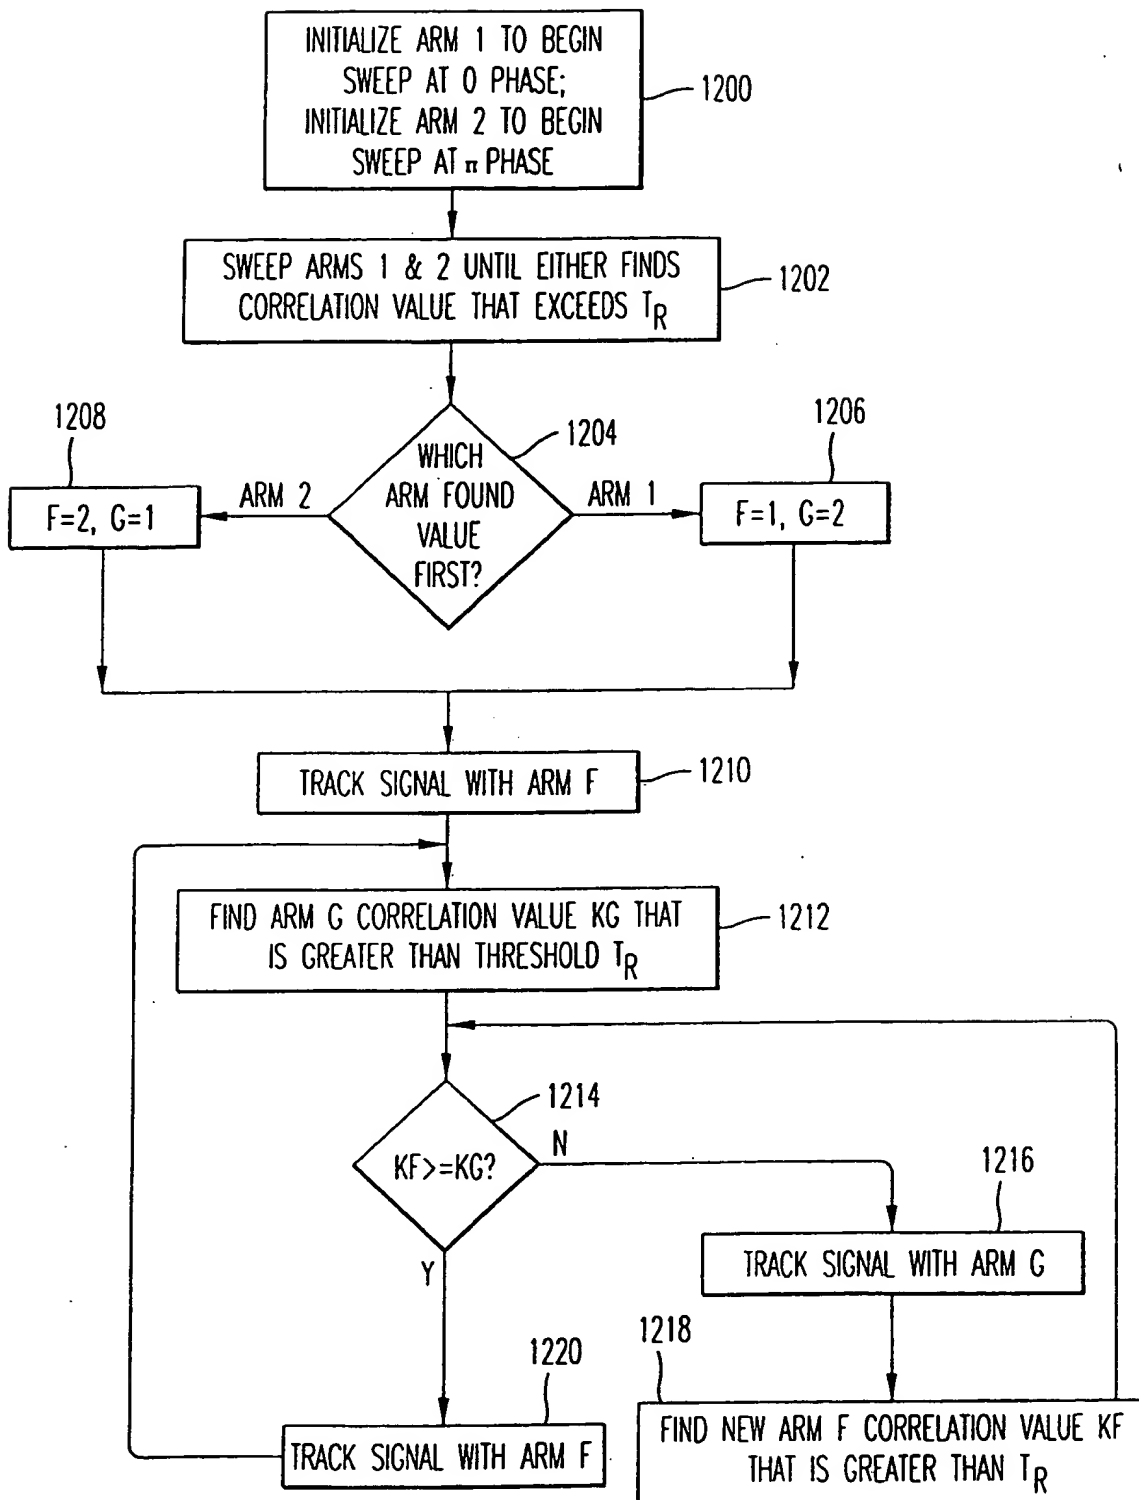 INITIALIZE ARM 1 TO BEGIN
SWEEP AT 0 PHASE;
INITIALIZE ARM 2 TO BEGIN
SWEEP AT π PHASE
1200
SWEEP ARMS 1 & 2 UNTIL EITHER FINDS
CORRELATION VALUE THAT EXCEEDS TR
1202
1208
1204
1206
WHICH
ARM FOUND
VALUE
FIRST?
ARM 2
ARM 1
F=2, G=1
F=1, G=2
TRACK SIGNAL WITH ARM F
1210
FIND ARM G CORRELATION VALUE KG THAT
IS GREATER THAN THRESHOLD TR
1212
1214
KF>=KG?
N
Y
1216
TRACK SIGNAL WITH ARM G
1218
1220
TRACK SIGNAL WITH ARM F
FIND NEW ARM F CORRELATION VALUE KF
THAT IS GREATER THAN TR